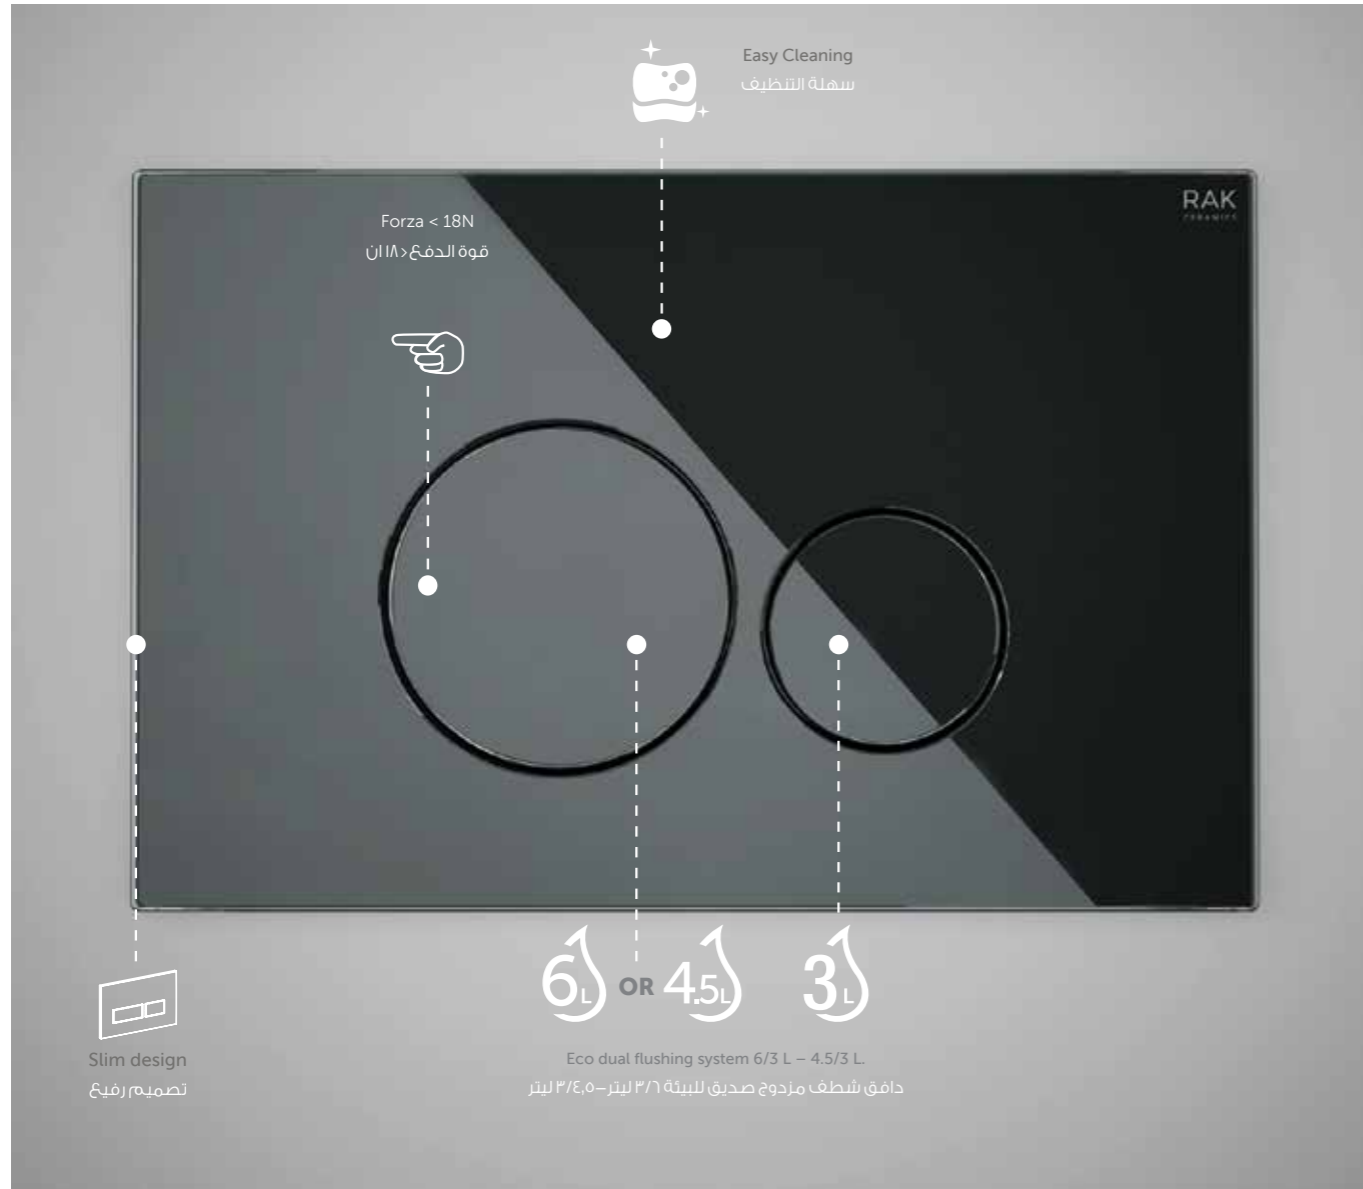 Easy Cleaning
سهلة التنظيف
RAK
CERAMICS
Forza < 18N
قوة الدفع<١٨ ان
6L OR 4.5L 3L
Slim design
تصميم رفيع
Eco dual flushing system 6/3 L – 4.5/3 L.
دافق شطف مزدوج صديق للبيئة ٣/٦ ليتر–٣/٤,٥ ليتر